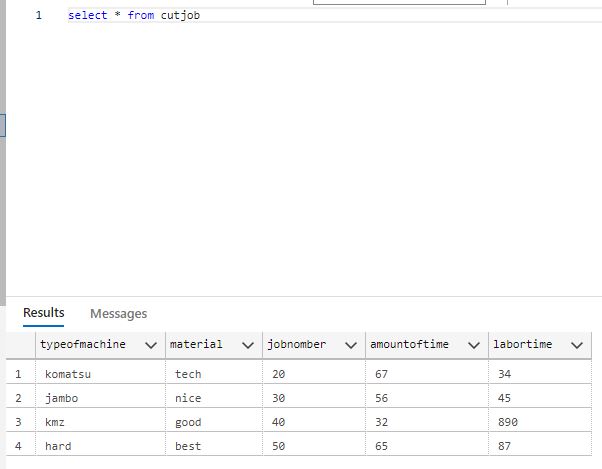 1 select * from cutjob
Results Messages
typeofmachine material jobnomber amountoftime labortime
1 komatsu tech 20 67 34
2 jambo nice 30 56 45
3 kmz good 40 32 890
4 hard best 50 65 87